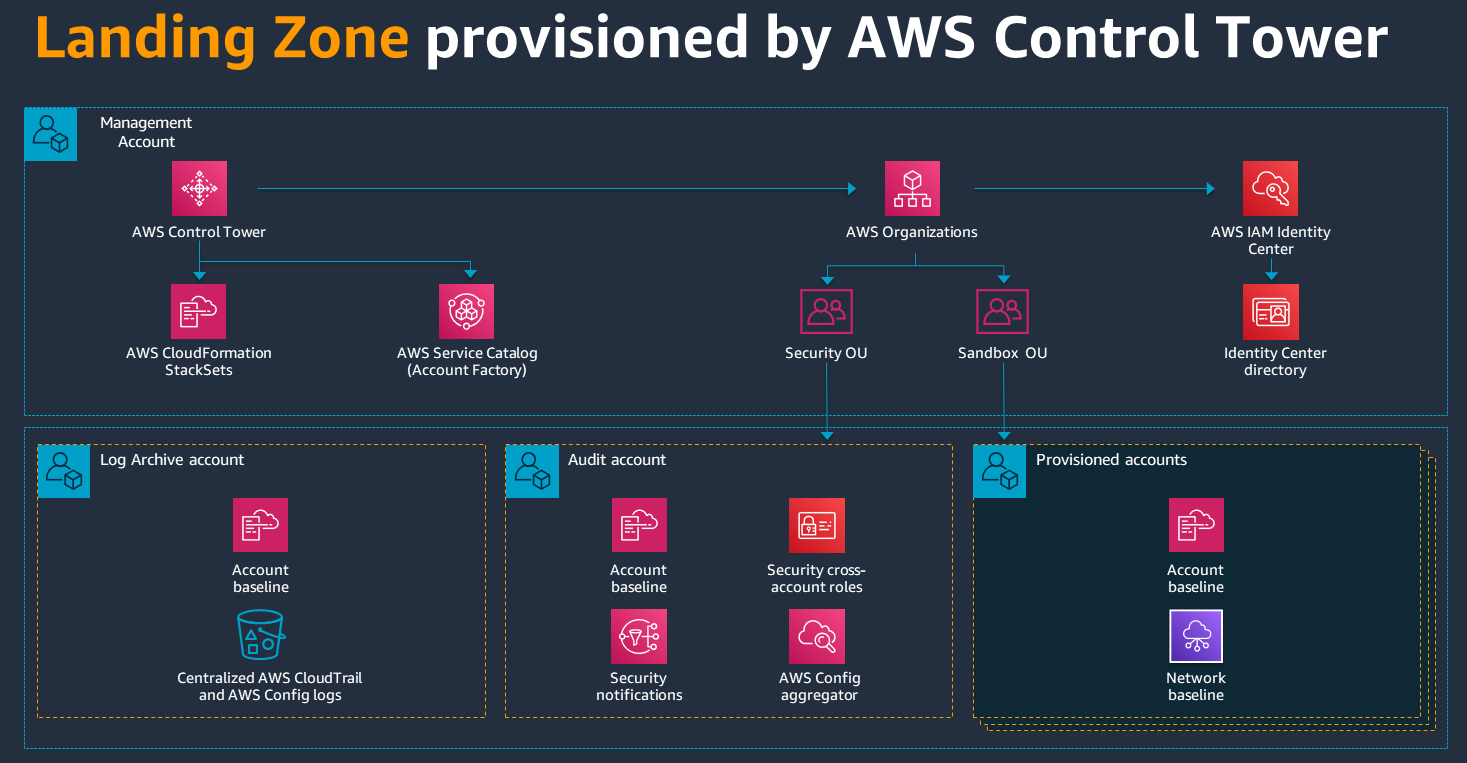 Landing Zone provisioned by AWS Control Tower
Management
Account
AWS Control Tower
AWS Organizations
AWS IAM Identity
Center
AWS CloudFormation
StackSets
AWS Service Catalog
(Account Factory)
Security OU
Sandbox OU
Identity Center
directory
Log Archive account
Account
baseline
Centralized AWS CloudTrail
and AWS Config logs
Audit account
Account
baseline
Security cross-
account roles
Security
notifications
AWS Config
aggregator
Provisioned accounts
Account
baseline
Network
baseline